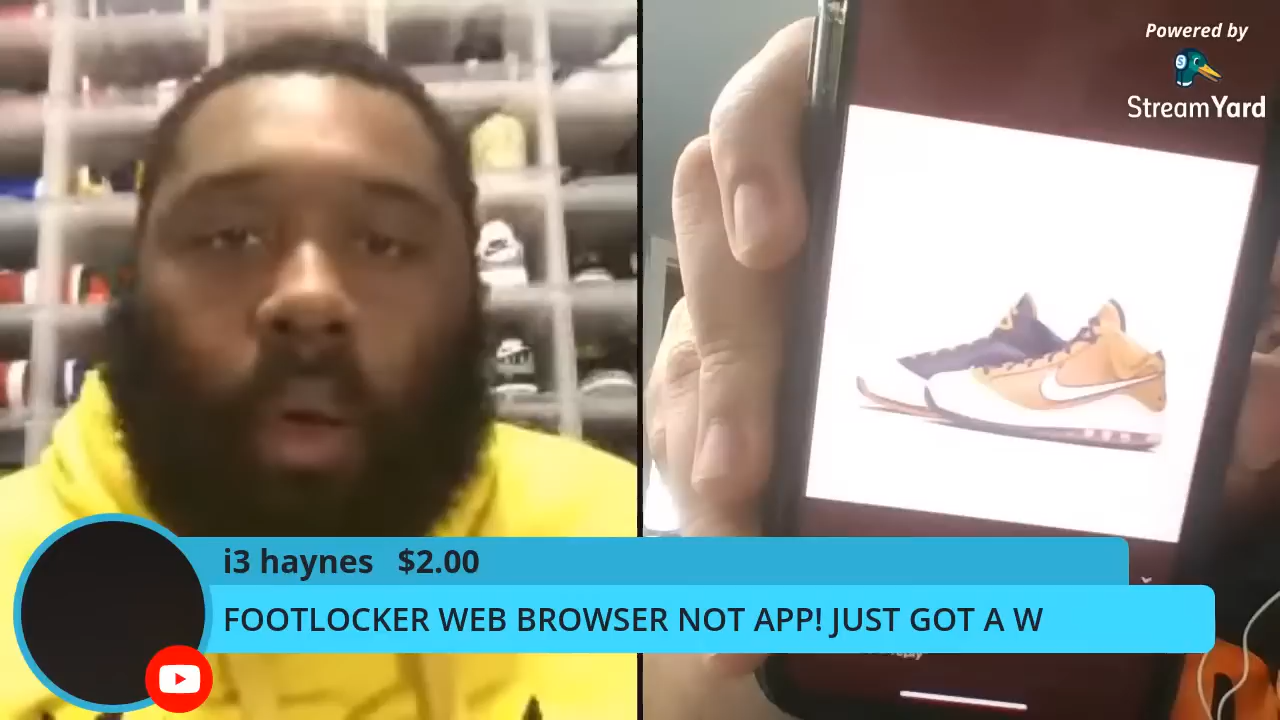 Powered by
StreamYard
i3 haynes $2.00
FOOTLOCKER WEB BROWSER NOT APP! JUST GOT A W